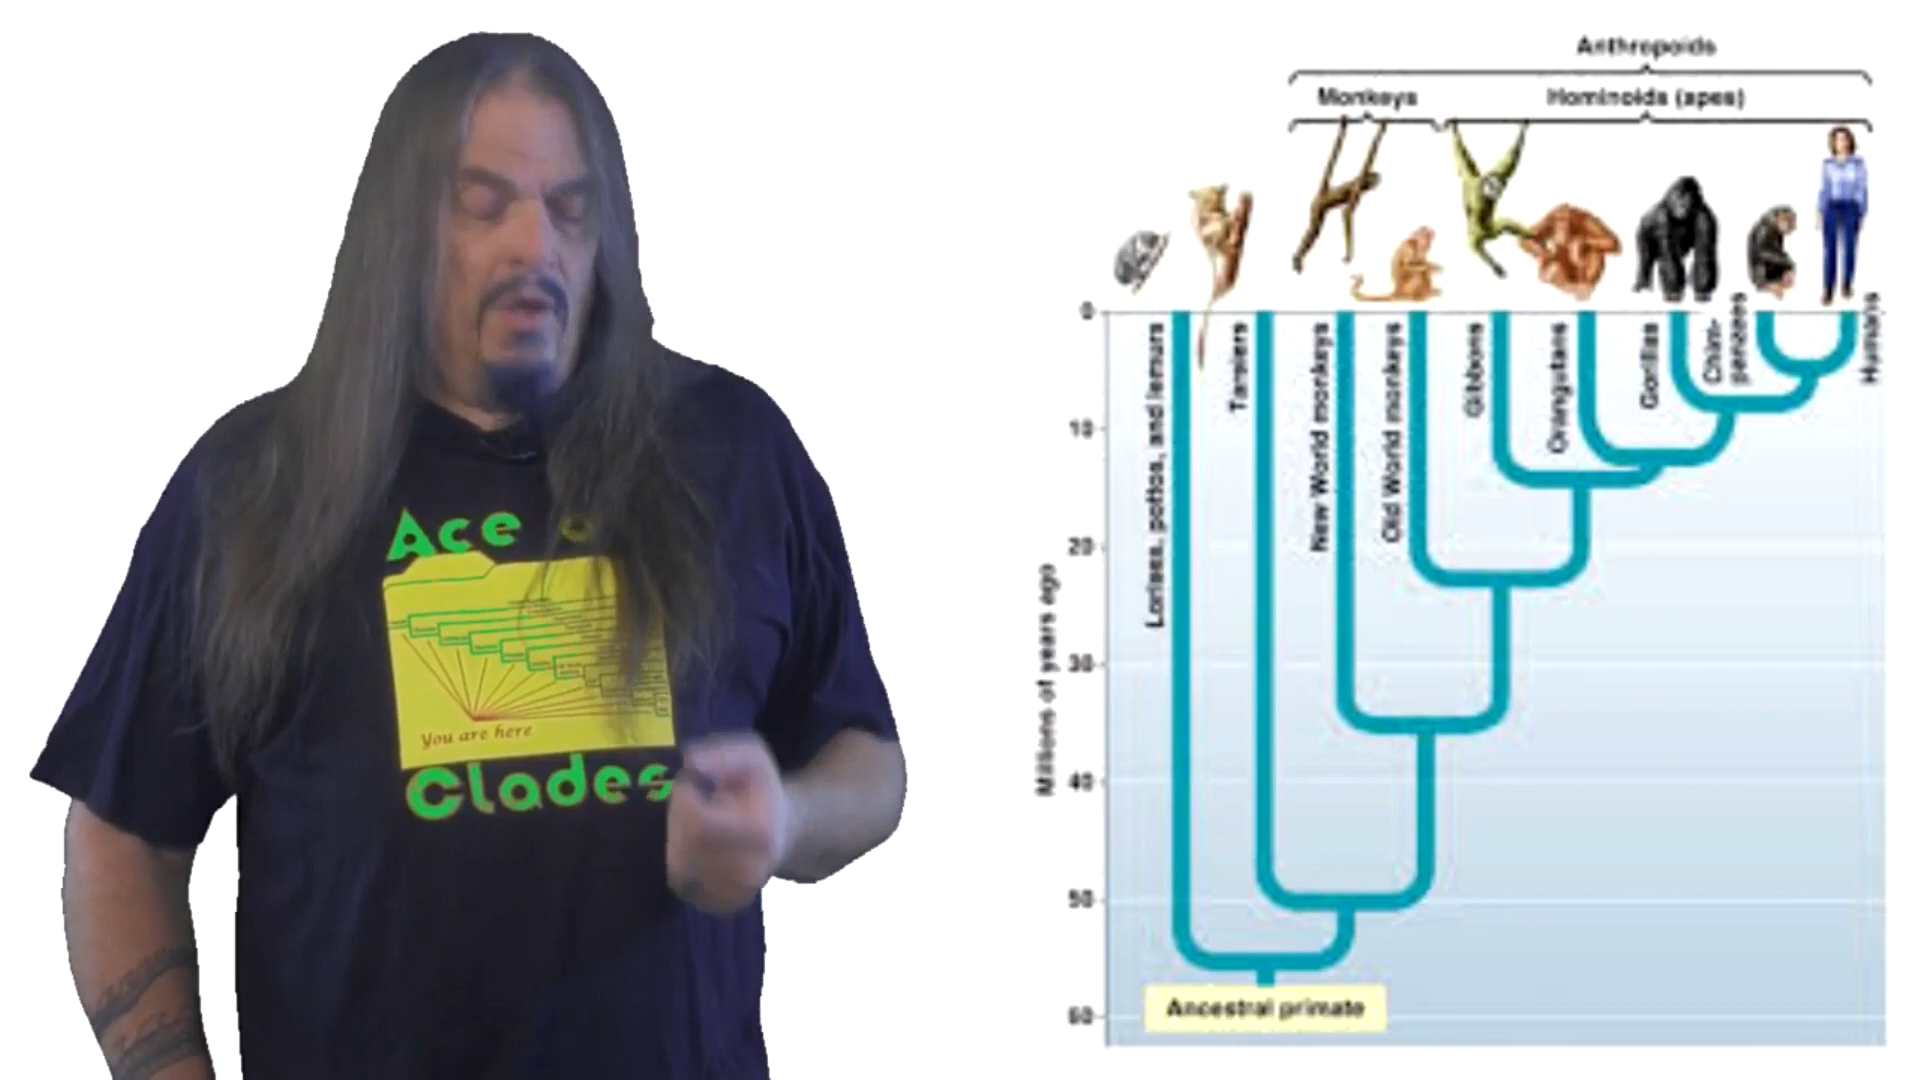 Ace o
You are here
Clades
Anthropoids
Monkeys
Hominoids (apes)
0
10
20
30
40
50
60
Millions of years ago
Lorises, pottos, and lemurs
Tarsiers
New World monkeys
Old World monkeys
Gibbons
Orangutans
Gorillas
Chim-
panzees
Humans
Ancestral primate